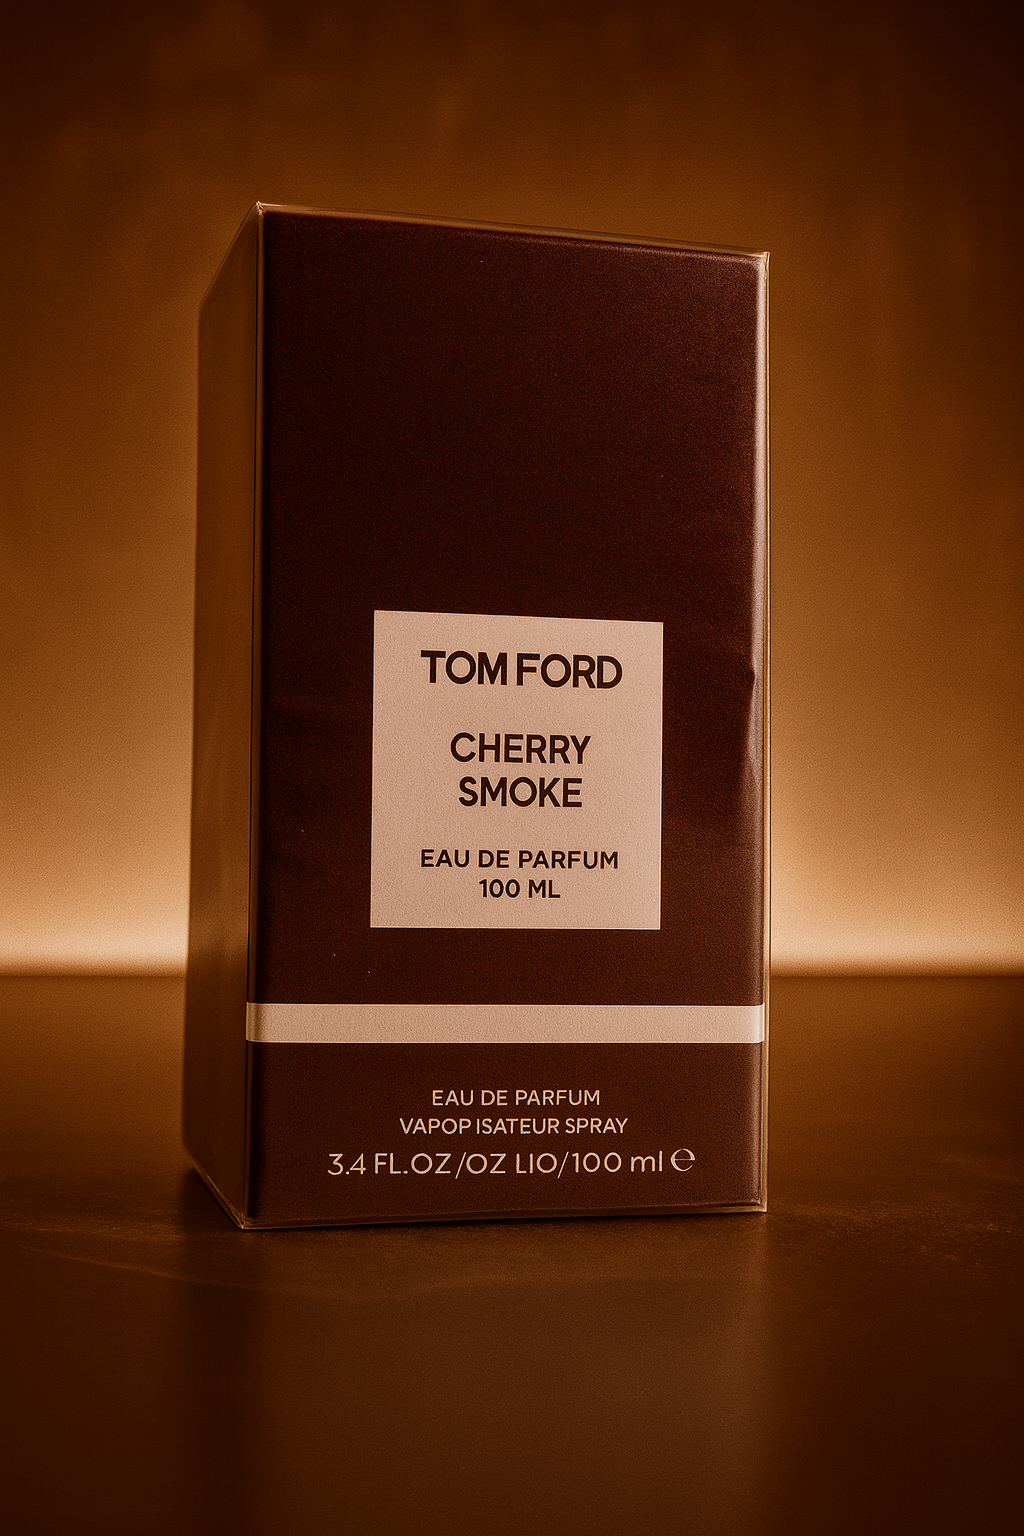 TOM FORD
CHERRY
SMOKE
EAU DE PARFUM
100 ML
EAU DE PARFUM
VAPOP ISATEUR SPRAY
3.4 FL.OZ/OZ LIO/100 ml ℮